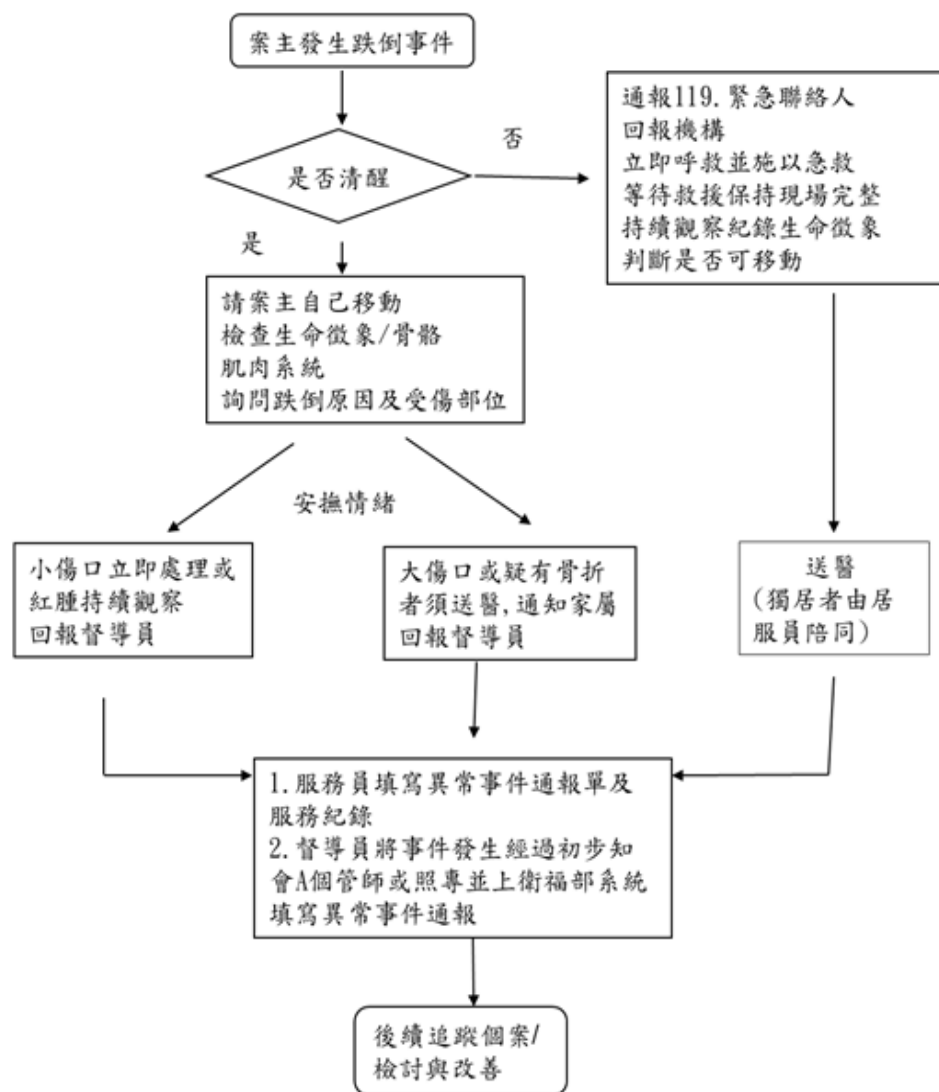 案主發生跌倒事件
是否清醒
否
通報119.緊急聯絡人
回報機構
立即呼救並施以急救
等待救援保持現場完整
持續觀察紀錄生命徵象
判斷是否可移動
是
請案主自己移動
檢查生命徵象/骨骼
肌肉系統
詢問跌倒原因及受傷部位
安撫情緒
小傷口立即處理或
紅腫持續觀察
回報督導員
大傷口或疑有骨折
者須送醫,通知家屬
回報督導員
送醫
(獨居者由居
服員陪同)
1.服務員填寫異常事件通報單及
服務紀錄
2.督導員將事件發生經過初步知
會A個管師或照專並上衛福部系統
填寫異常事件通報
後續追蹤個案/
檢討與改善